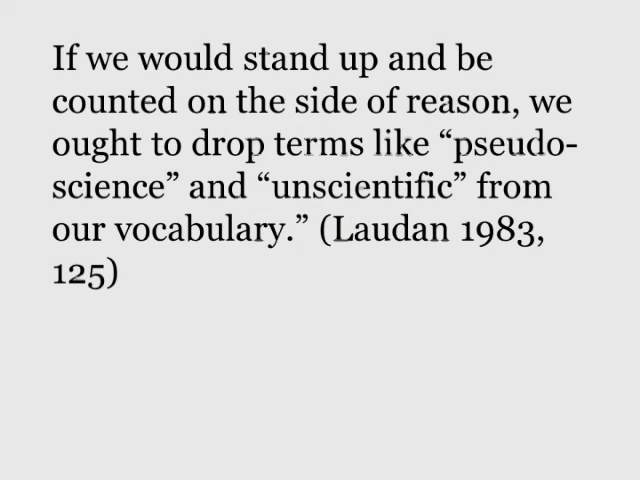 If we would stand up and be
counted on the side of reason, we
ought to drop terms like “pseudo-
science” and “unscientific” from
our vocabulary.” (Laudan 1983,
125)